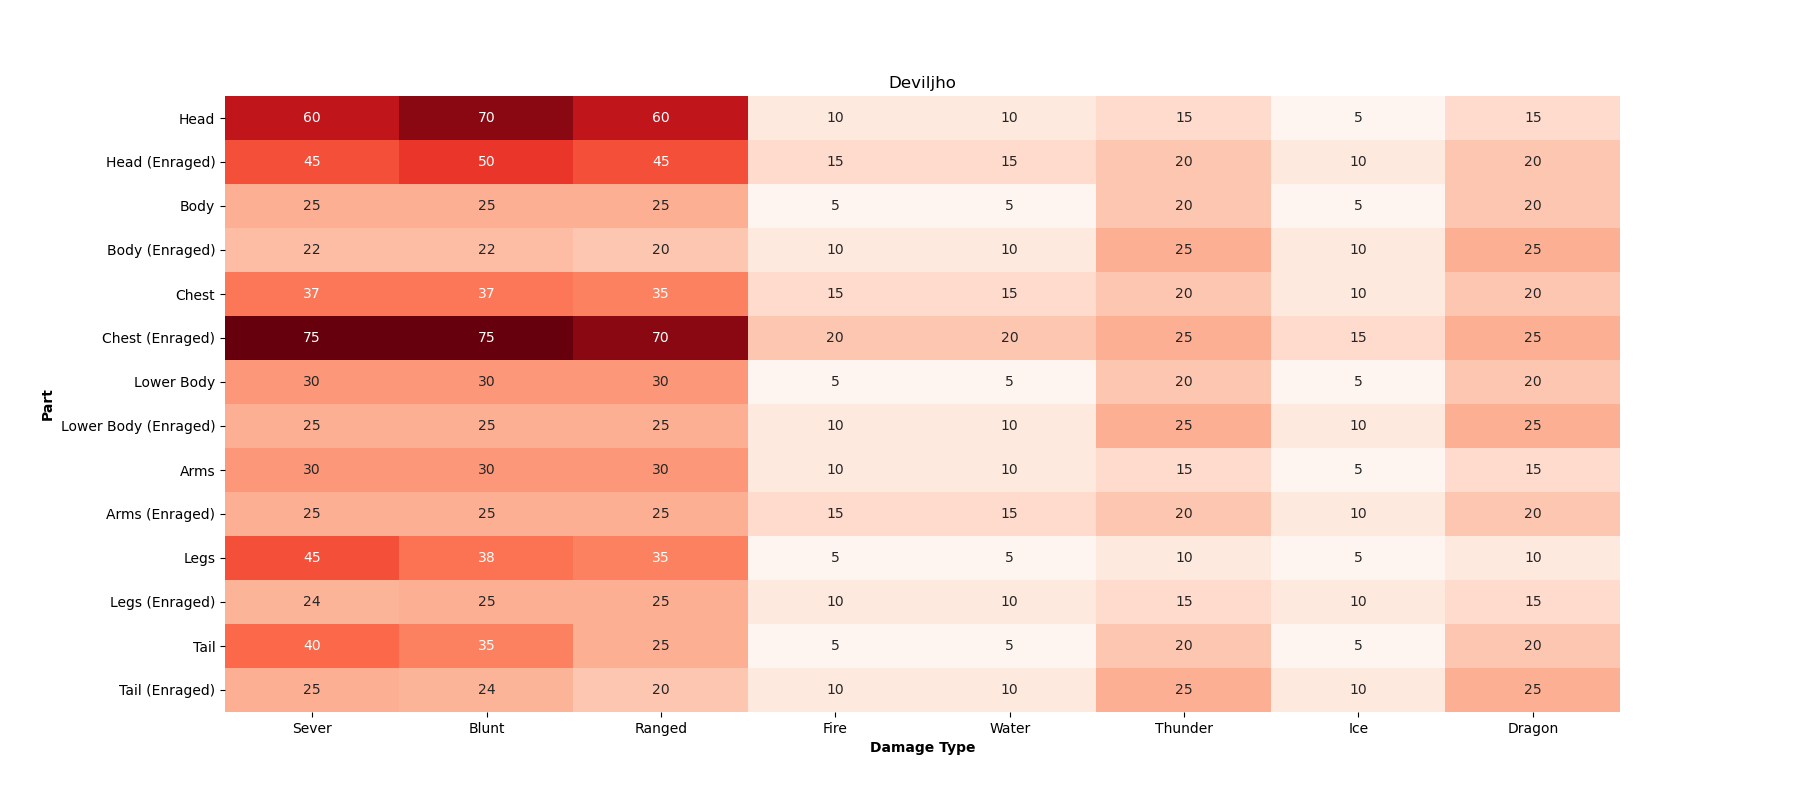 Deviljho
Head 60 70 60 10 10 15 5 15
Head (Enraged) 45 50 45 15 15 20 10 20
Body 25 25 25 5 5 20 5 20
Body (Enraged) 22 22 20 10 10 25 10 25
Chest 37 37 35 15 15 20 10 20
Chest (Enraged) 75 75 70 20 20 25 15 25
Lower Body 30 30 30 5 5 20 5 20
Part
Lower Body (Enraged) 25 25 25 10 10 25 10 25
Arms 30 30 30 10 10 15 5 15
Arms (Enraged) 25 25 25 15 15 20 10 20
Legs 45 38 35 5 5 10 5 10
Legs (Enraged) 24 25 25 10 10 15 10 15
Tail 40 35 25 5 5 20 5 20
Tail (Enraged) 25 24 20 10 10 25 10 25
Sever Blunt Ranged Fire Water Thunder Ice Dragon
Damage Type